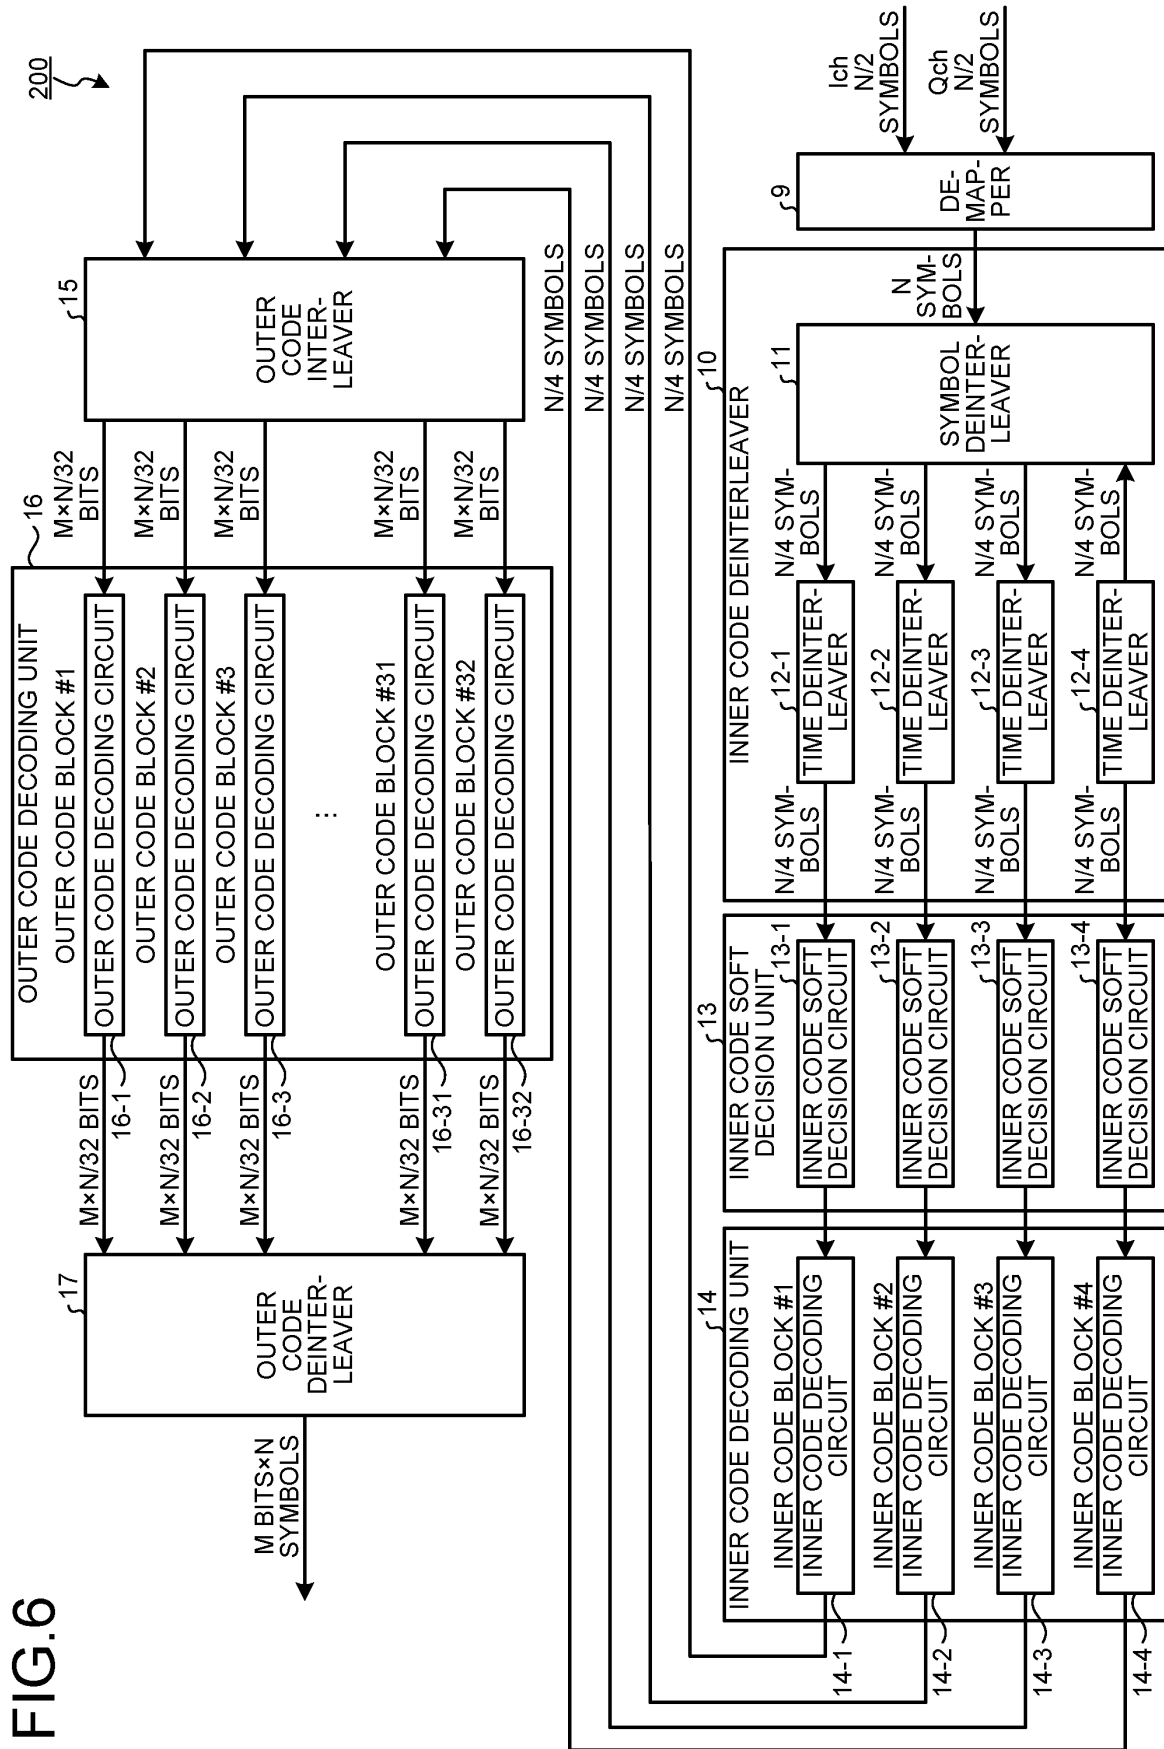 FIG.6
200
Ich
N/2
SYMBOLS
Qch
N/2
SYMBOLS
9
DE-
MAP-
PER
N
SYM-
BOLS
10
INNER CODE DEINTERLEAVER
11
SYMBOL
DEINTER-
LEAVER
N/4 SYM-
BOLS
N/4 SYM-
BOLS
N/4 SYM-
BOLS
N/4 SYM-
BOLS
12-1
TIME DEINTER-
LEAVER
12-2
TIME DEINTER-
LEAVER
12-3
TIME DEINTER-
LEAVER
12-4
TIME DEINTER-
LEAVER
N/4 SYM-
BOLS
N/4 SYM-
BOLS
N/4 SYM-
BOLS
N/4 SYM-
BOLS
13
INNER CODE SOFT
DECISION UNIT
13-1
INNER CODE SOFT
DECISION CIRCUIT
13-2
INNER CODE SOFT
DECISION CIRCUIT
13-3
INNER CODE SOFT
DECISION CIRCUIT
13-4
INNER CODE SOFT
DECISION CIRCUIT
14
INNER CODE DECODING UNIT
INNER CODE BLOCK #1
INNER CODE DECODING
CIRCUIT
14-1
INNER CODE BLOCK #2
INNER CODE DECODING
CIRCUIT
14-2
INNER CODE BLOCK #3
INNER CODE DECODING
CIRCUIT
14-3
INNER CODE BLOCK #4
INNER CODE DECODING
CIRCUIT
14-4
N/4 SYMBOLS
N/4 SYMBOLS
N/4 SYMBOLS
N/4 SYMBOLS
15
OUTER
CODE
INTER-
LEAVER
M×N/32
BITS
M×N/32
BITS
M×N/32
BITS
M×N/32
BITS
M×N/32
BITS
16
OUTER CODE DECODING UNIT
OUTER CODE BLOCK #1
OUTER CODE DECODING CIRCUIT
16-1
OUTER CODE BLOCK #2
OUTER CODE DECODING CIRCUIT
16-2
OUTER CODE BLOCK #3
OUTER CODE DECODING CIRCUIT
16-3
...
OUTER CODE BLOCK #31
OUTER CODE DECODING CIRCUIT
16-31
OUTER CODE BLOCK #32
OUTER CODE DECODING CIRCUIT
16-32
M×N/32 BITS
M×N/32 BITS
M×N/32 BITS
M×N/32 BITS
M×N/32 BITS
17
OUTER
CODE
DEINTER-
LEAVER
M BITS×N
SYMBOLS